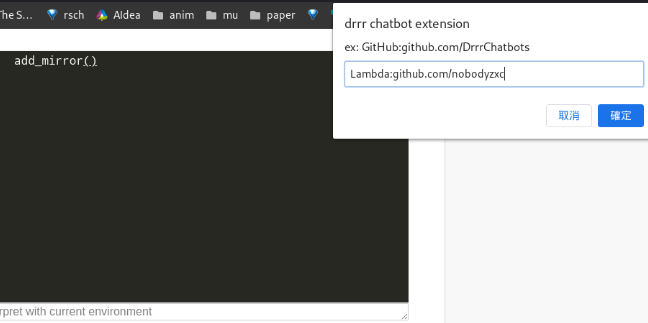 The S…
rsch
AIdea
anim
mu
paper
add_mirror()
drrr chatbot extension
ex: GitHub:github.com/DrrrChatbots
Lambda:github.com/nobodyzxc
取消
確定
rpret with current environment